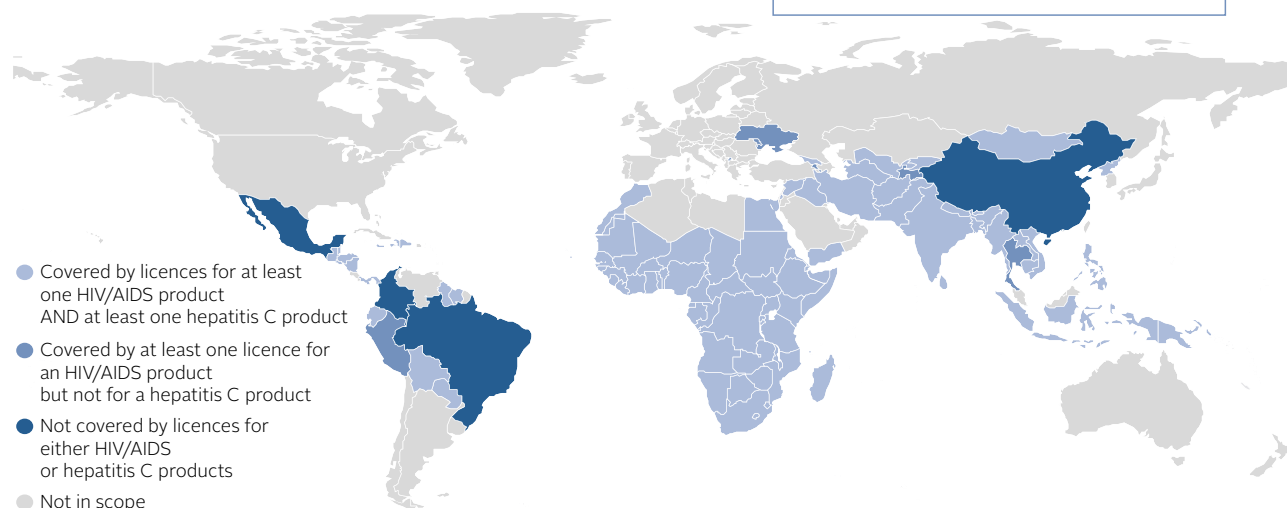 Covered by licences for at least
one HIV/AIDS product
AND at least one hepatitis C product
Covered by at least one licence for
an HIV/AIDS product
but not for a hepatitis C product
Not covered by licences for
either HIV/AIDS
or hepatitis C products
Not in scope